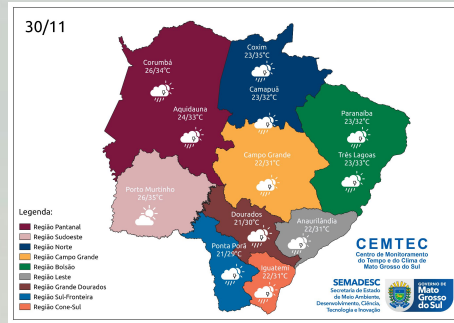 30/11
Coxim
23/35°C
Corumbá
26/34°C
Camapuã
23/32°C
Aquidauna
24/33°C
Paranaíba
23/32°C
Campo Grande
22/31°C
Três Lagoas
23/33°C
Porto Murtinho
26/35°C
Dourados
21/30°C
Anaurilândia
22/31°C
Ponta Porã
21/29°C
Iguatemi
22/31°C
Legenda:
Região Pantanal
Região Sudoeste
Região Norte
Região Campo Grande
Região Bolsão
Região Leste
Região Grande Dourados
Região Sul-Fronteira
Região Cone-Sul
CEMTEC
Centro de Monitoramento
do Tempo e do Clima de
Mato Grosso do Sul
SEMADESC
Secretaria de Estado
de Meio Ambiente,
Desenvolvimento, Ciência,
Tecnologia e Inovação
GOVERNO DE
Mato
Grosso
do Sul